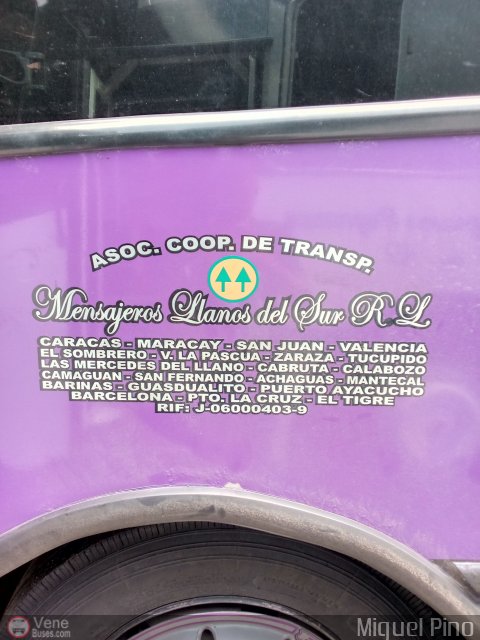 ASOC. COOP. DE TRANSP.
Mensajeros Llanos del Sur R.L
CARACAS - MARACAY - SAN JUAN - VALENCIA
EL SOMBRERO - V. LA PASCUA - ZARAZA - TUCUPIDO
LAS MERCEDES DEL LLANO - CABRUTA - CALABOZO
CAMAGUAN - SAN FERNANDO - ACHAGUAS - MANTECAL
BARINAS - GUASDUALITO - PUERTO AYACUCHO
BARCELONA - PTO. LA CRUZ - EL TIGRE
RIF: J-06000403-9
Vene
Buses.com
Miguel Pino
Miguel Pino